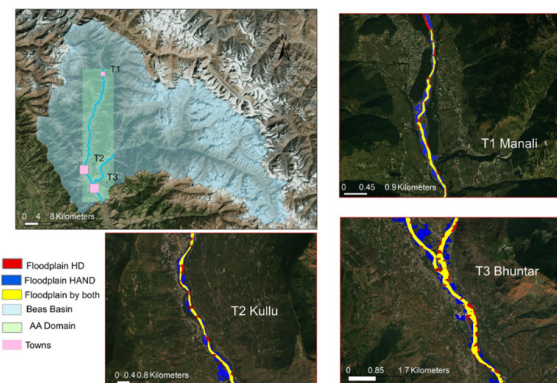 T1
T2
T3
0 4 8 Kilometers
T1 Manali
0 0.45 0.9 Kilometers
Floodplain HD
Floodplain HAND
Floodplain by both
Beas Basin
AA Domain
Towns
T2 Kullu
0 0.4 0.8 Kilometers
T3 Bhuntar
0 0.85 1.7 Kilometers